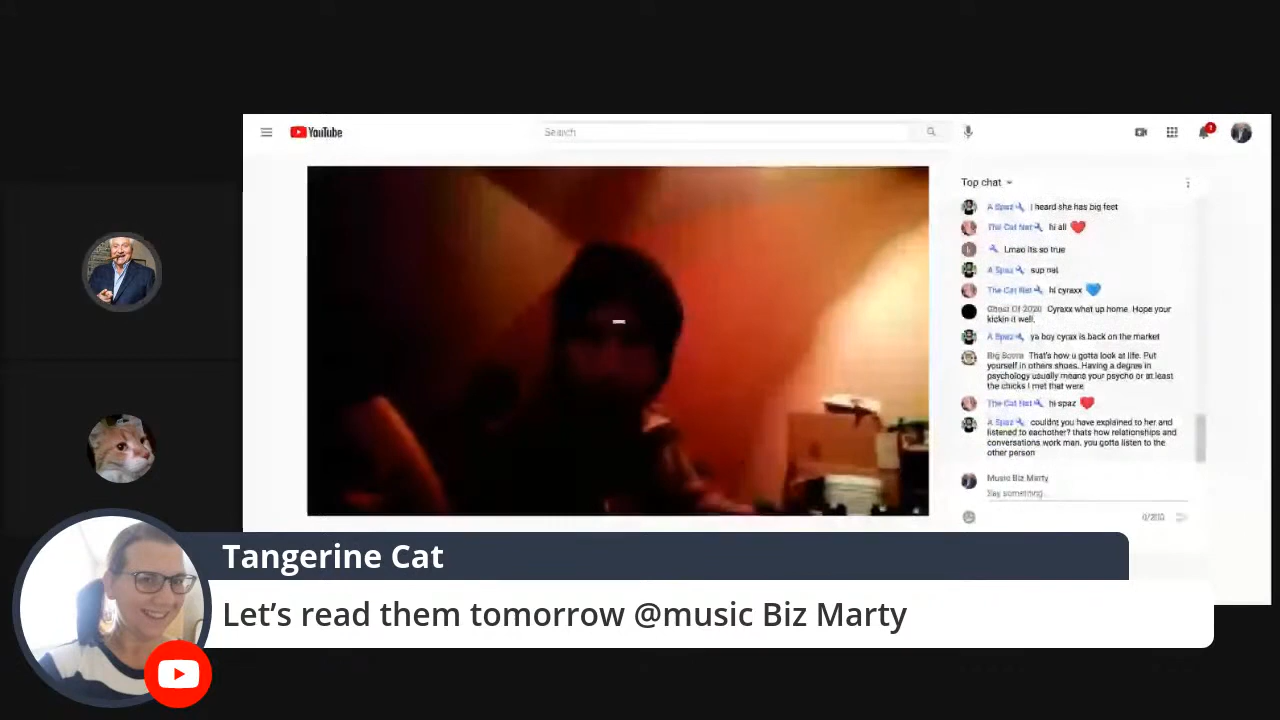 YouTube
Search
1
Top chat
A Spaz I heard she has big feet
The Cat Nat hi all
Lmao its so true
A Spaz sup nat
The Cat Nat hi cyraxx
Ghost Of 2020 Cyraxx what up home. Hope your
kickin it well.
A Spaz ya boy cyrax is back on the market
That's how u gotta look at life. Put
yourself in others shoes. Having a degree in
psychology usually means your psycho or at least
the chicks I met that were
The Cat Nat hi spaz
A Spaz couldnt you have explained to her and
listened to eachother? thats how relationships and
conversations work man. you gotta listen to the
other person
Music Biz Marty
Say something...
0/200
Tangerine Cat
Let’s read them tomorrow @music Biz Marty